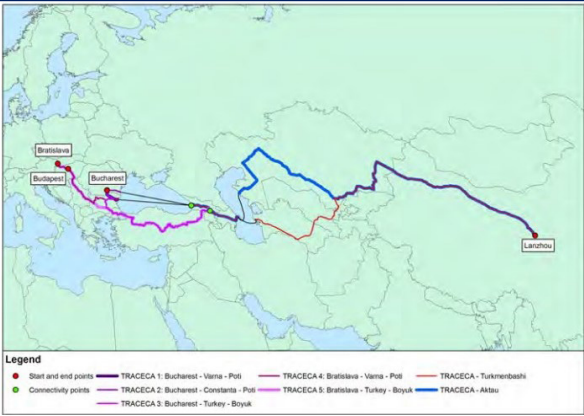 Bratislava
Budapest
Bucharest
Lanzhou
Legend
Start and end points
TRACECA 1: Bucharest - Varna - Poti
TRACECA 4: Bratislava - Varna - Poti
TRACECA - Turkmenbashi
Connectivity points
TRACECA 2: Bucharest - Constanta - Poti
TRACECA 5: Bratislava - Turkey - Boyuk
TRACECA - Aktau
TRACECA 3: Bucharest - Turkey - Boyuk